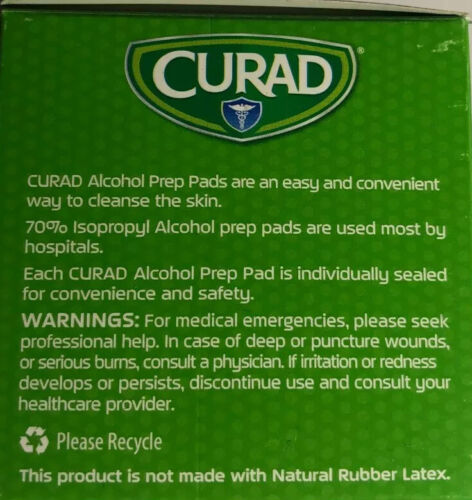 CURAD®
CURAD Alcohol Prep Pads are an easy and convenient
way to cleanse the skin.
70% Isopropyl Alcohol prep pads are used most by
hospitals.
Each CURAD Alcohol Prep Pad is individually sealed
for convenience and safety.
WARNINGS: For medical emergencies, please seek
professional help. In case of deep or puncture wounds,
or serious burns, consult a physician. If irritation or redness
develops or persists, discontinue use and consult your
healthcare provider.
Please Recycle
This product is not made with Natural Rubber Latex.